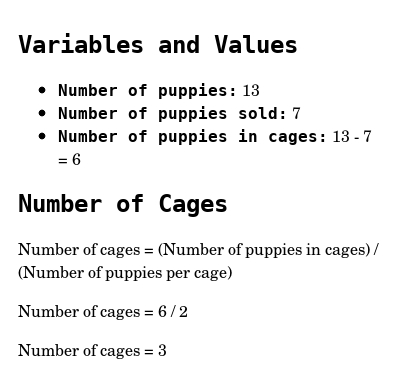 Variables and Values
• Number of puppies: 13
• Number of puppies sold: 7
• Number of puppies in cages: 13 - 7
= 6
Number of Cages
Number of cages = (Number of puppies in cages) /
(Number of puppies per cage)
Number of cages = 6 / 2
Number of cages = 3